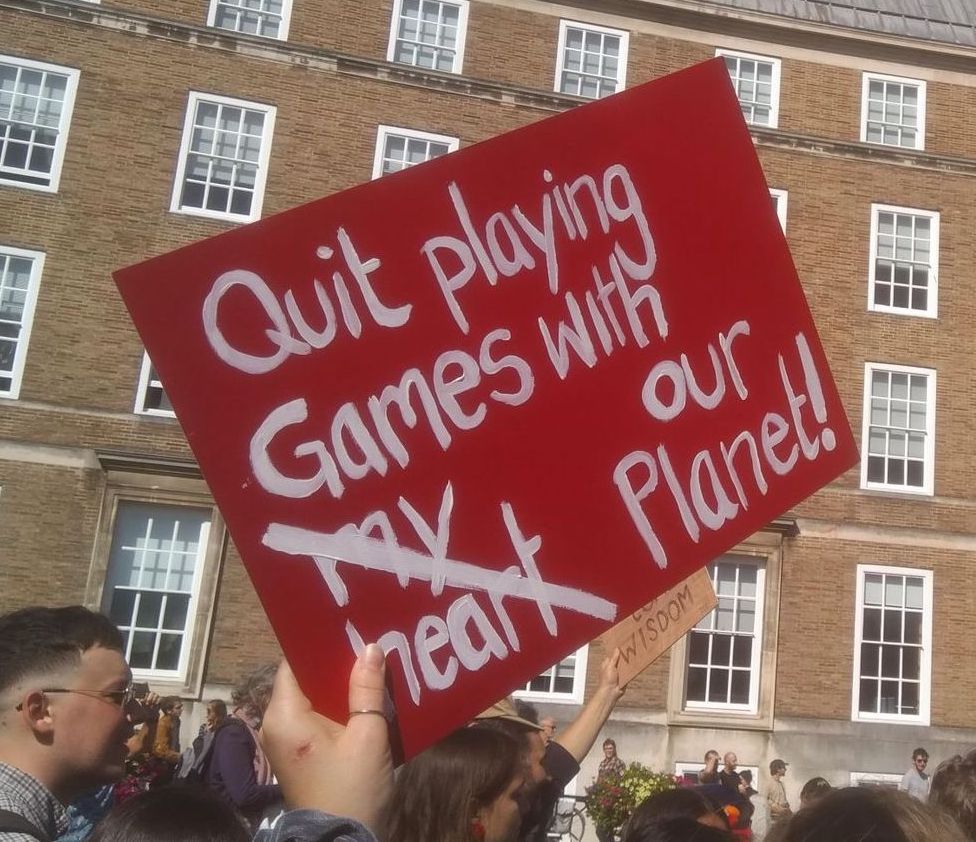 Quit playing
Games with
my
heart
our
Planet!
WISDOM